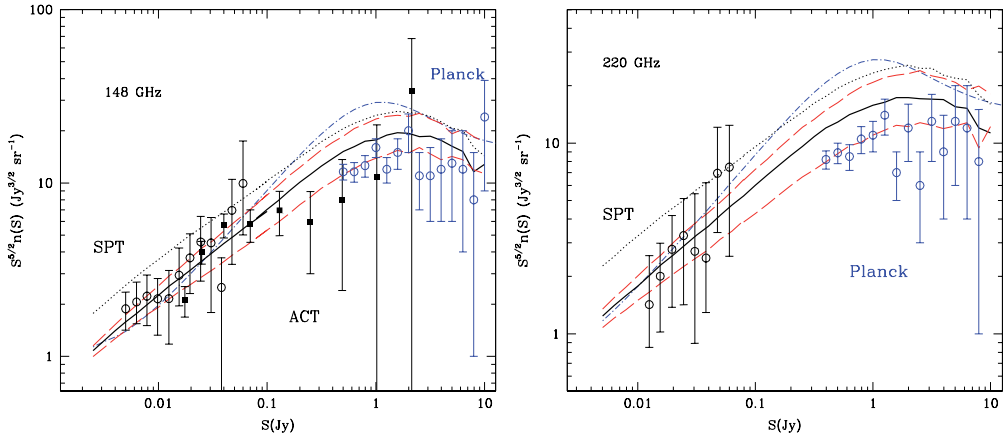 148 GHz
Planck
SPT
ACT
100
10
1
S^{5/2}n(S) (Jy^{3/2} sr^{-1})
0.01
0.1
1
10
S(Jy)
220 GHz
SPT
Planck
10
1
S^{5/2}n(S) (Jy^{3/2} sr^{-1})
0.01
0.1
1
10
S(Jy)